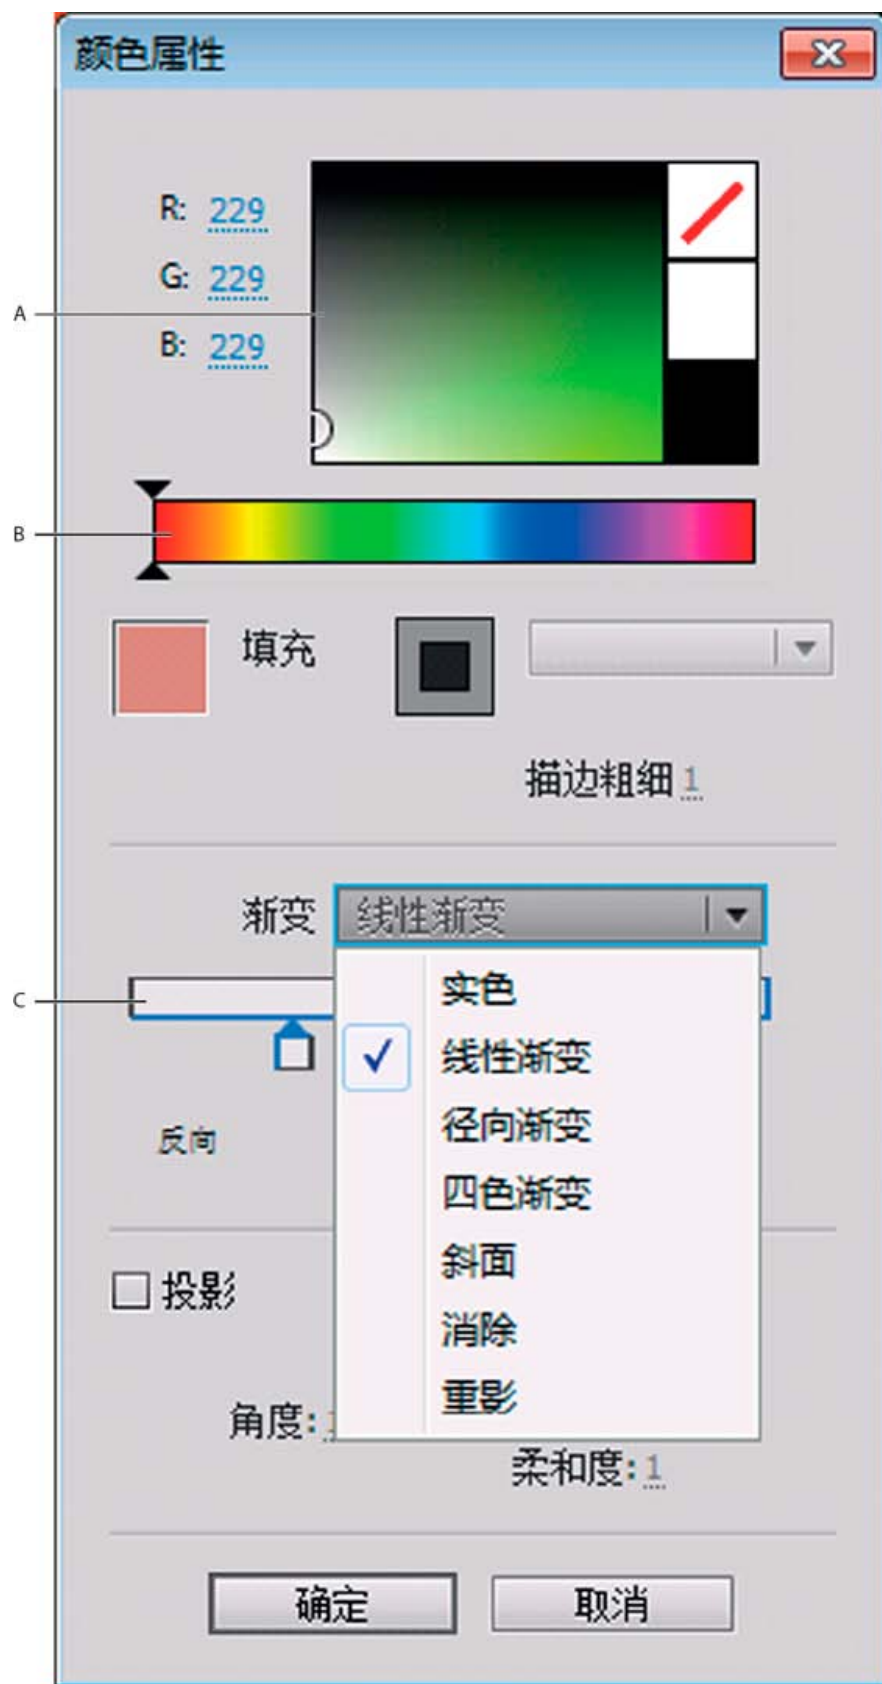 颜色属性
R: 229
G: 229
A
B: 229
B
填充
描边粗细 1
渐变 线性渐变
实色
C
线性渐变
径向渐变
反向
四色渐变
斜面
投影
消除
重影
角度:
柔和度: 1
确定 取消